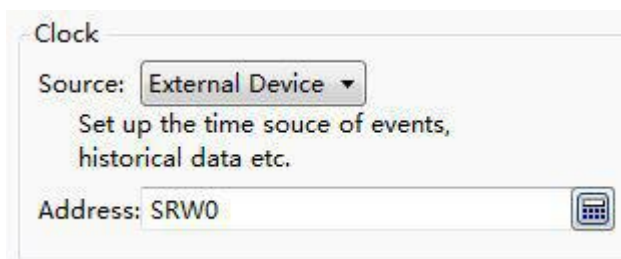 Clock
Source: External Device
Set up the time souce of events,
historical data etc.
Address: SRW0